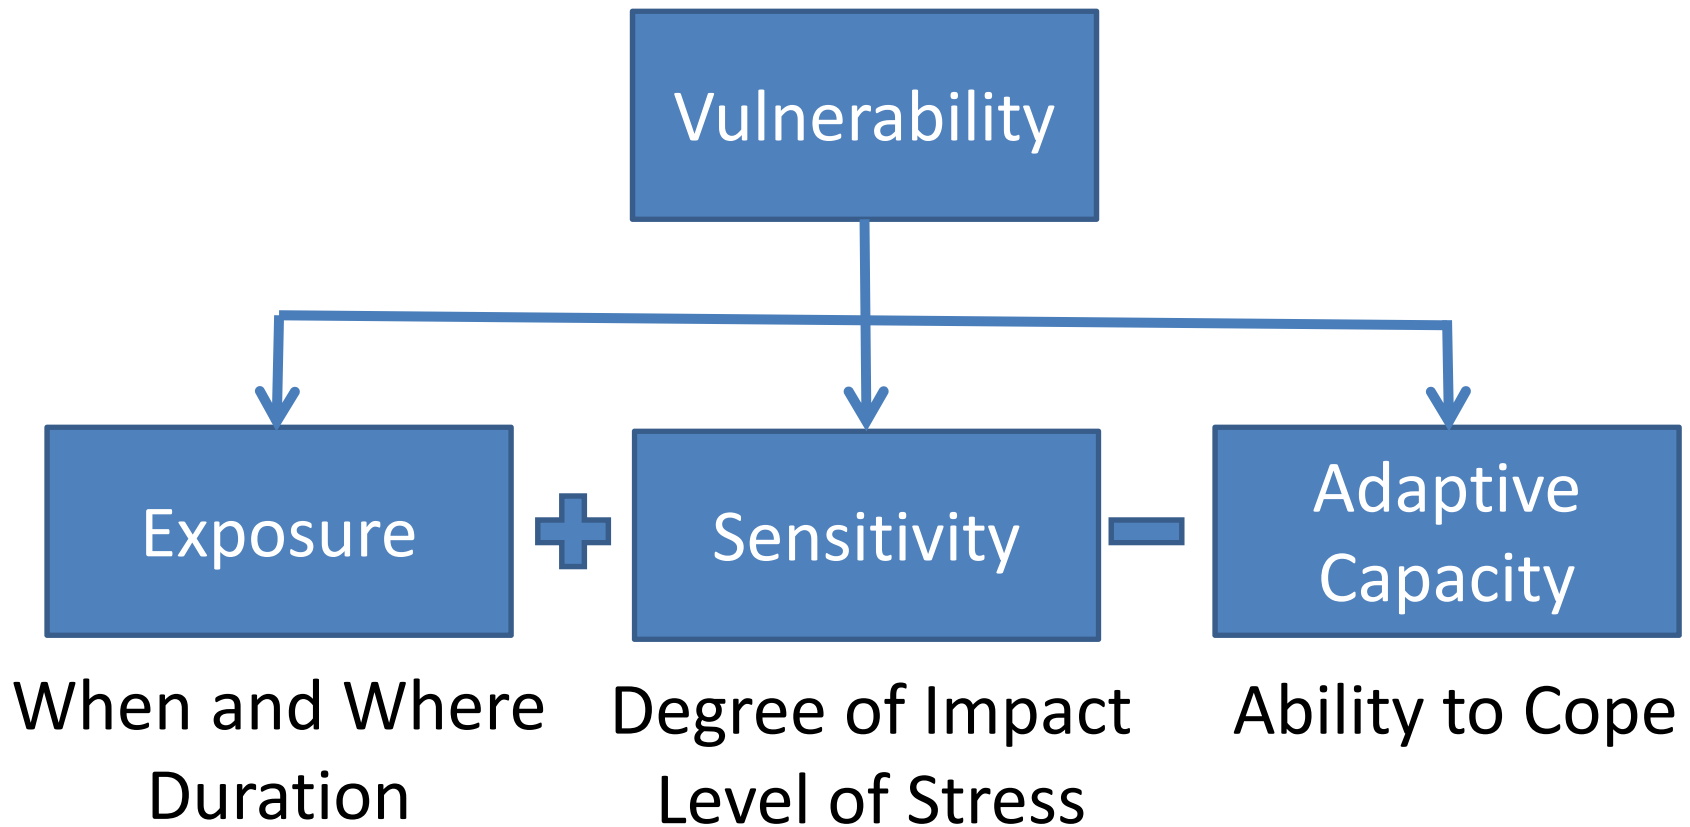 Vulnerability
Exposure
Sensitivity
Adaptive
Capacity
When and Where
Duration
Degree of Impact
Level of Stress
Ability to Cope